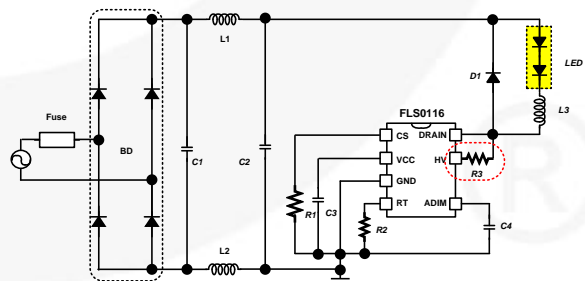 L1
LED
D1
L3
Fuse
BD
C1
C2
FLS0116
CS
DRAIN
VCC
HV
R3
GND
RT
ADIM
R1
C3
R2
C4
L2
R